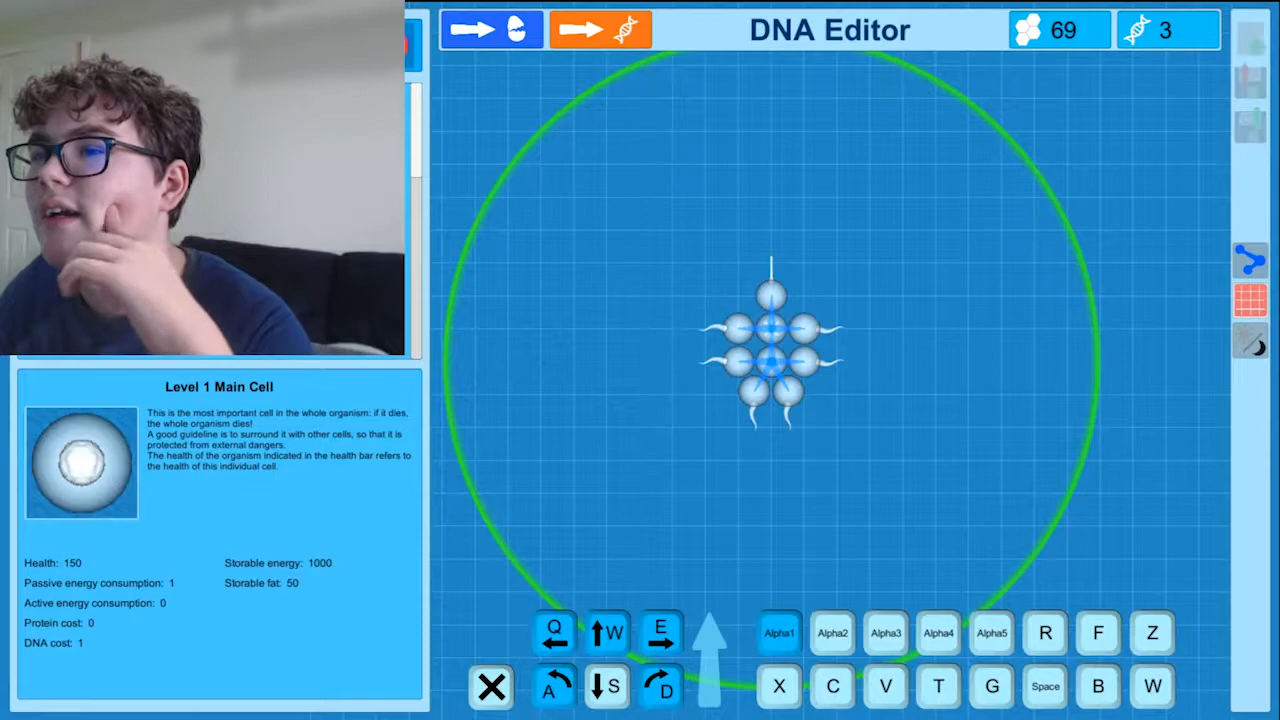 DNA Editor
69
3
Level 1 Main Cell
This is the most important cell in the whole organism: if it dies,
the whole organism dies!
A good guideline is to surround it with other cells, so that it is
protected from external dangers.
The health of the organism indicated in the health bar refers to
the health of this individual cell.
Health: 150
Storable energy: 1000
Passive energy consumption: 1
Storable fat: 50
Active energy consumption: 0
Protein cost: 0
DNA cost: 1
Q W E Alpha1 Alpha2 Alpha3 Alpha4 Alpha5 R F Z
A S D X C V T G Space B W